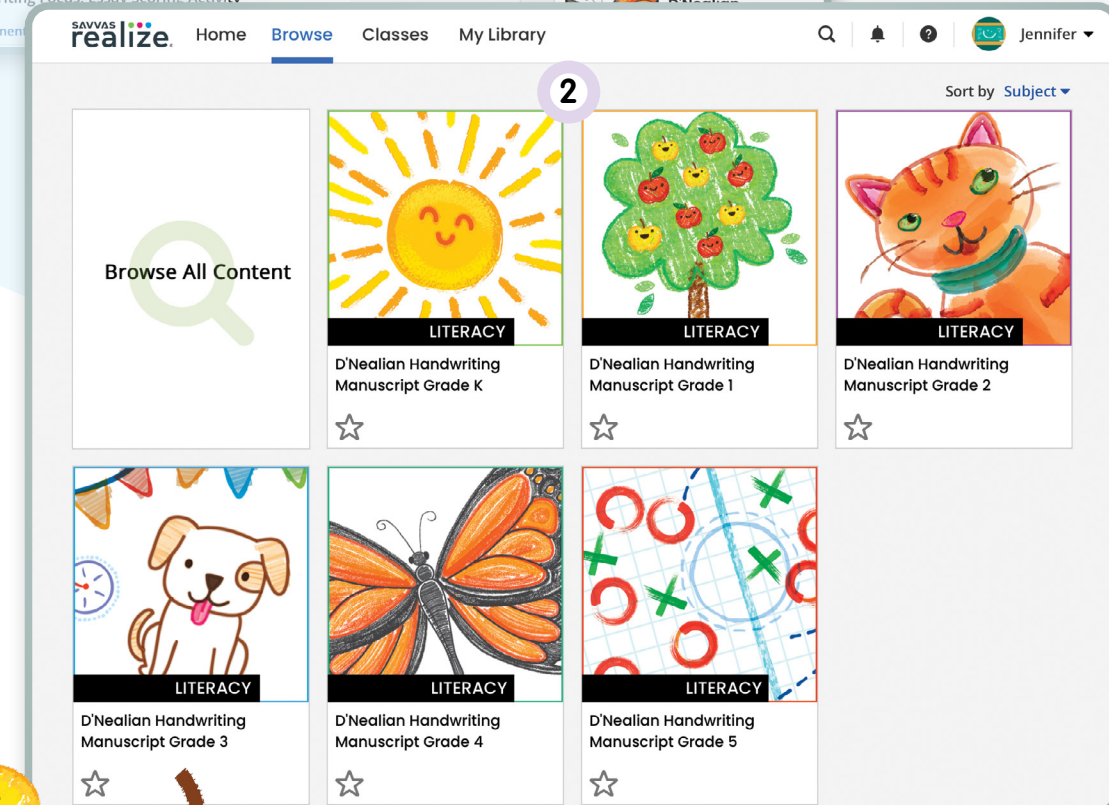 D'Nealian
SAVVAS
realize.
Home Browse Classes My Library
Jennifer
2
Sort by Subject
Browse All Content
LITERACY
D'Nealian Handwriting
Manuscript Grade K
LITERACY
D'Nealian Handwriting
Manuscript Grade 1
LITERACY
D'Nealian Handwriting
Manuscript Grade 2
LITERACY
D'Nealian Handwriting
Manuscript Grade 3
LITERACY
D'Nealian Handwriting
Manuscript Grade 4
LITERACY
D'Nealian Handwriting
Manuscript Grade 5